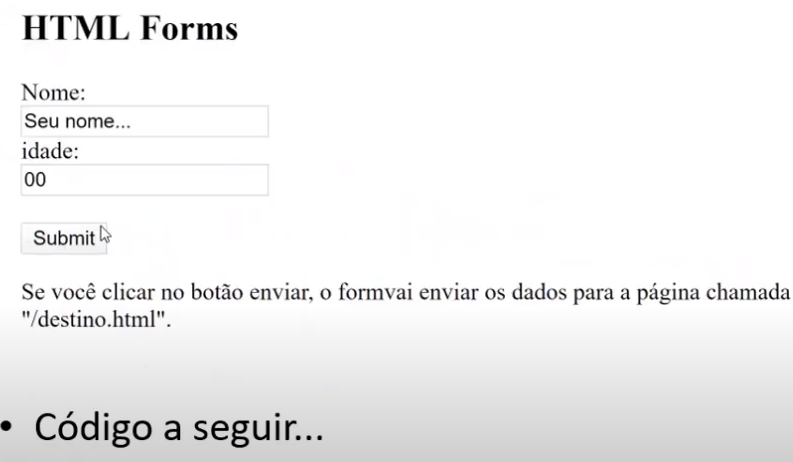 HTML Forms
Nome:
Seu nome...
idade:
00
Submit
Se você clicar no botão enviar, o formvai enviar os dados para a página chamada
"/destino.html".
• Código a seguir...